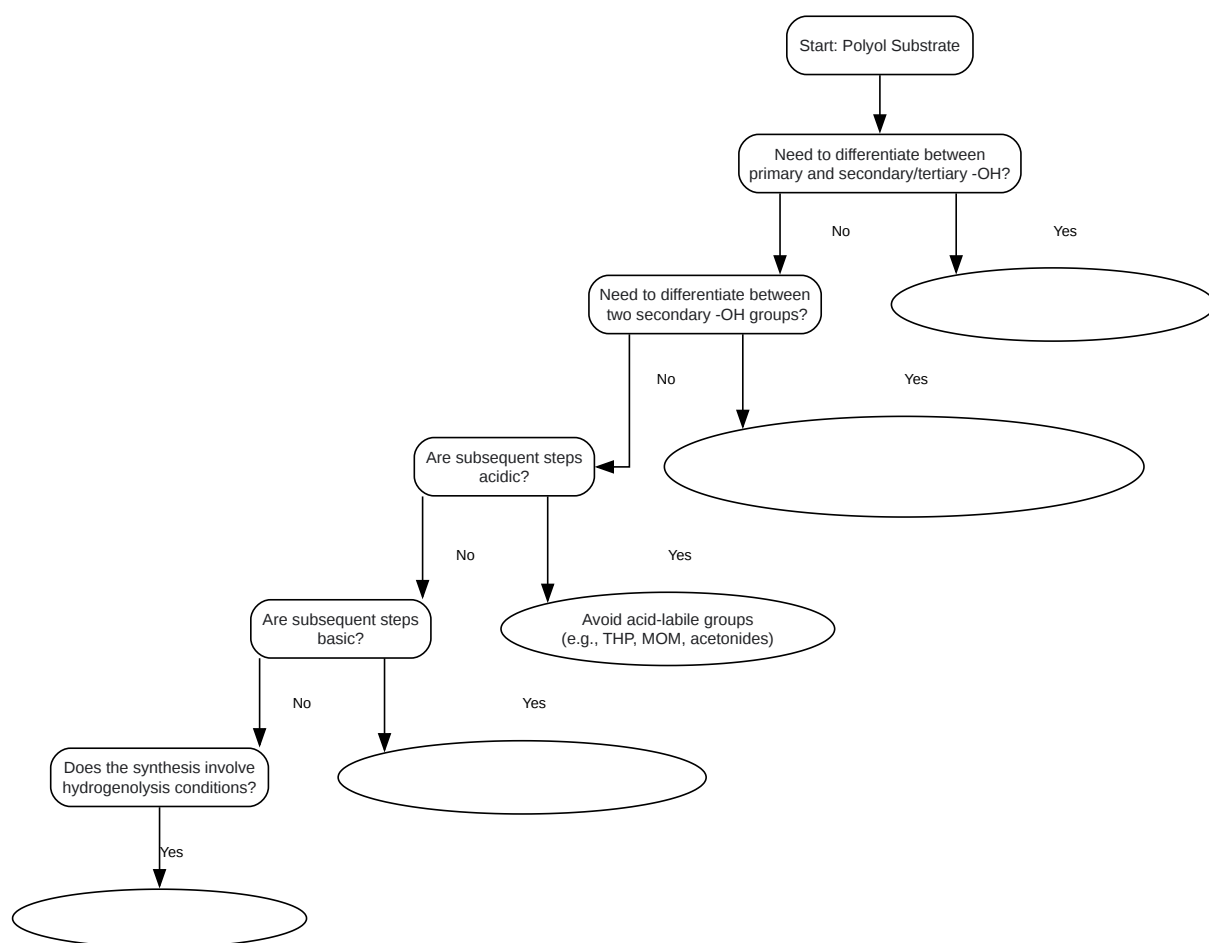 Start: Polyol Substrate
Need to differentiate between
primary and secondary/tertiary -OH?
No
Yes
Need to differentiate between
two secondary -OH groups?
No
Yes
Are subsequent steps
acidic?
No
Yes
Are subsequent steps
basic?
Avoid acid-labile groups
(e.g., THP, MOM, acetonides)
No
Yes
Does the synthesis involve
hydrogenolysis conditions?
Yes